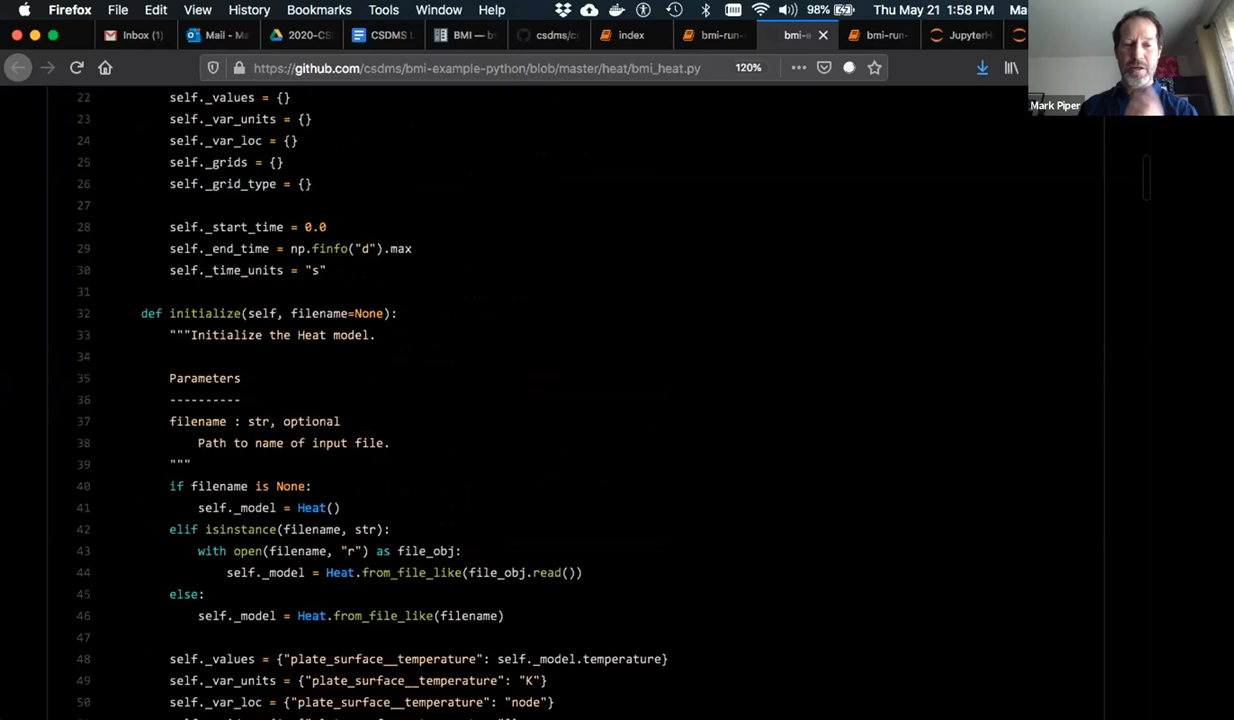 Firefox File Edit View History Bookmarks Tools Window Help 98% Thu May 21 1:58 PM Ma
Inbox (1) Mail - Ma 2020-CS CSDMS L BMI — b csdms/c index bmi-run- bmi-e bmi-run- JupyterH
https://github.com/csdms/bmi-example-python/blob/master/heat/bmi_heat.py 120%
Mark Piper
22 self._values = {}
23 self._var_units = {}
24 self._var_loc = {}
25 self._grids = {}
26 self._grid_type = {}
27
28 self._start_time = 0.0
29 self._end_time = np.finfo("d").max
30 self._time_units = "s"
31
32 def initialize(self, filename=None):
33 """Initialize the Heat model.
34
35 Parameters
36 ----------
37 filename : str, optional
38 Path to name of input file.
39 """
40 if filename is None:
41 self._model = Heat()
42 elif isinstance(filename, str):
43 with open(filename, "r") as file_obj:
44 self._model = Heat.from_file_like(file_obj.read())
45 else:
46 self._model = Heat.from_file_like(filename)
47
48 self._values = {"plate_surface__temperature": self._model.temperature}
49 self._var_units = {"plate_surface__temperature": "K"}
50 self._var_loc = {"plate_surface__temperature": "node"}